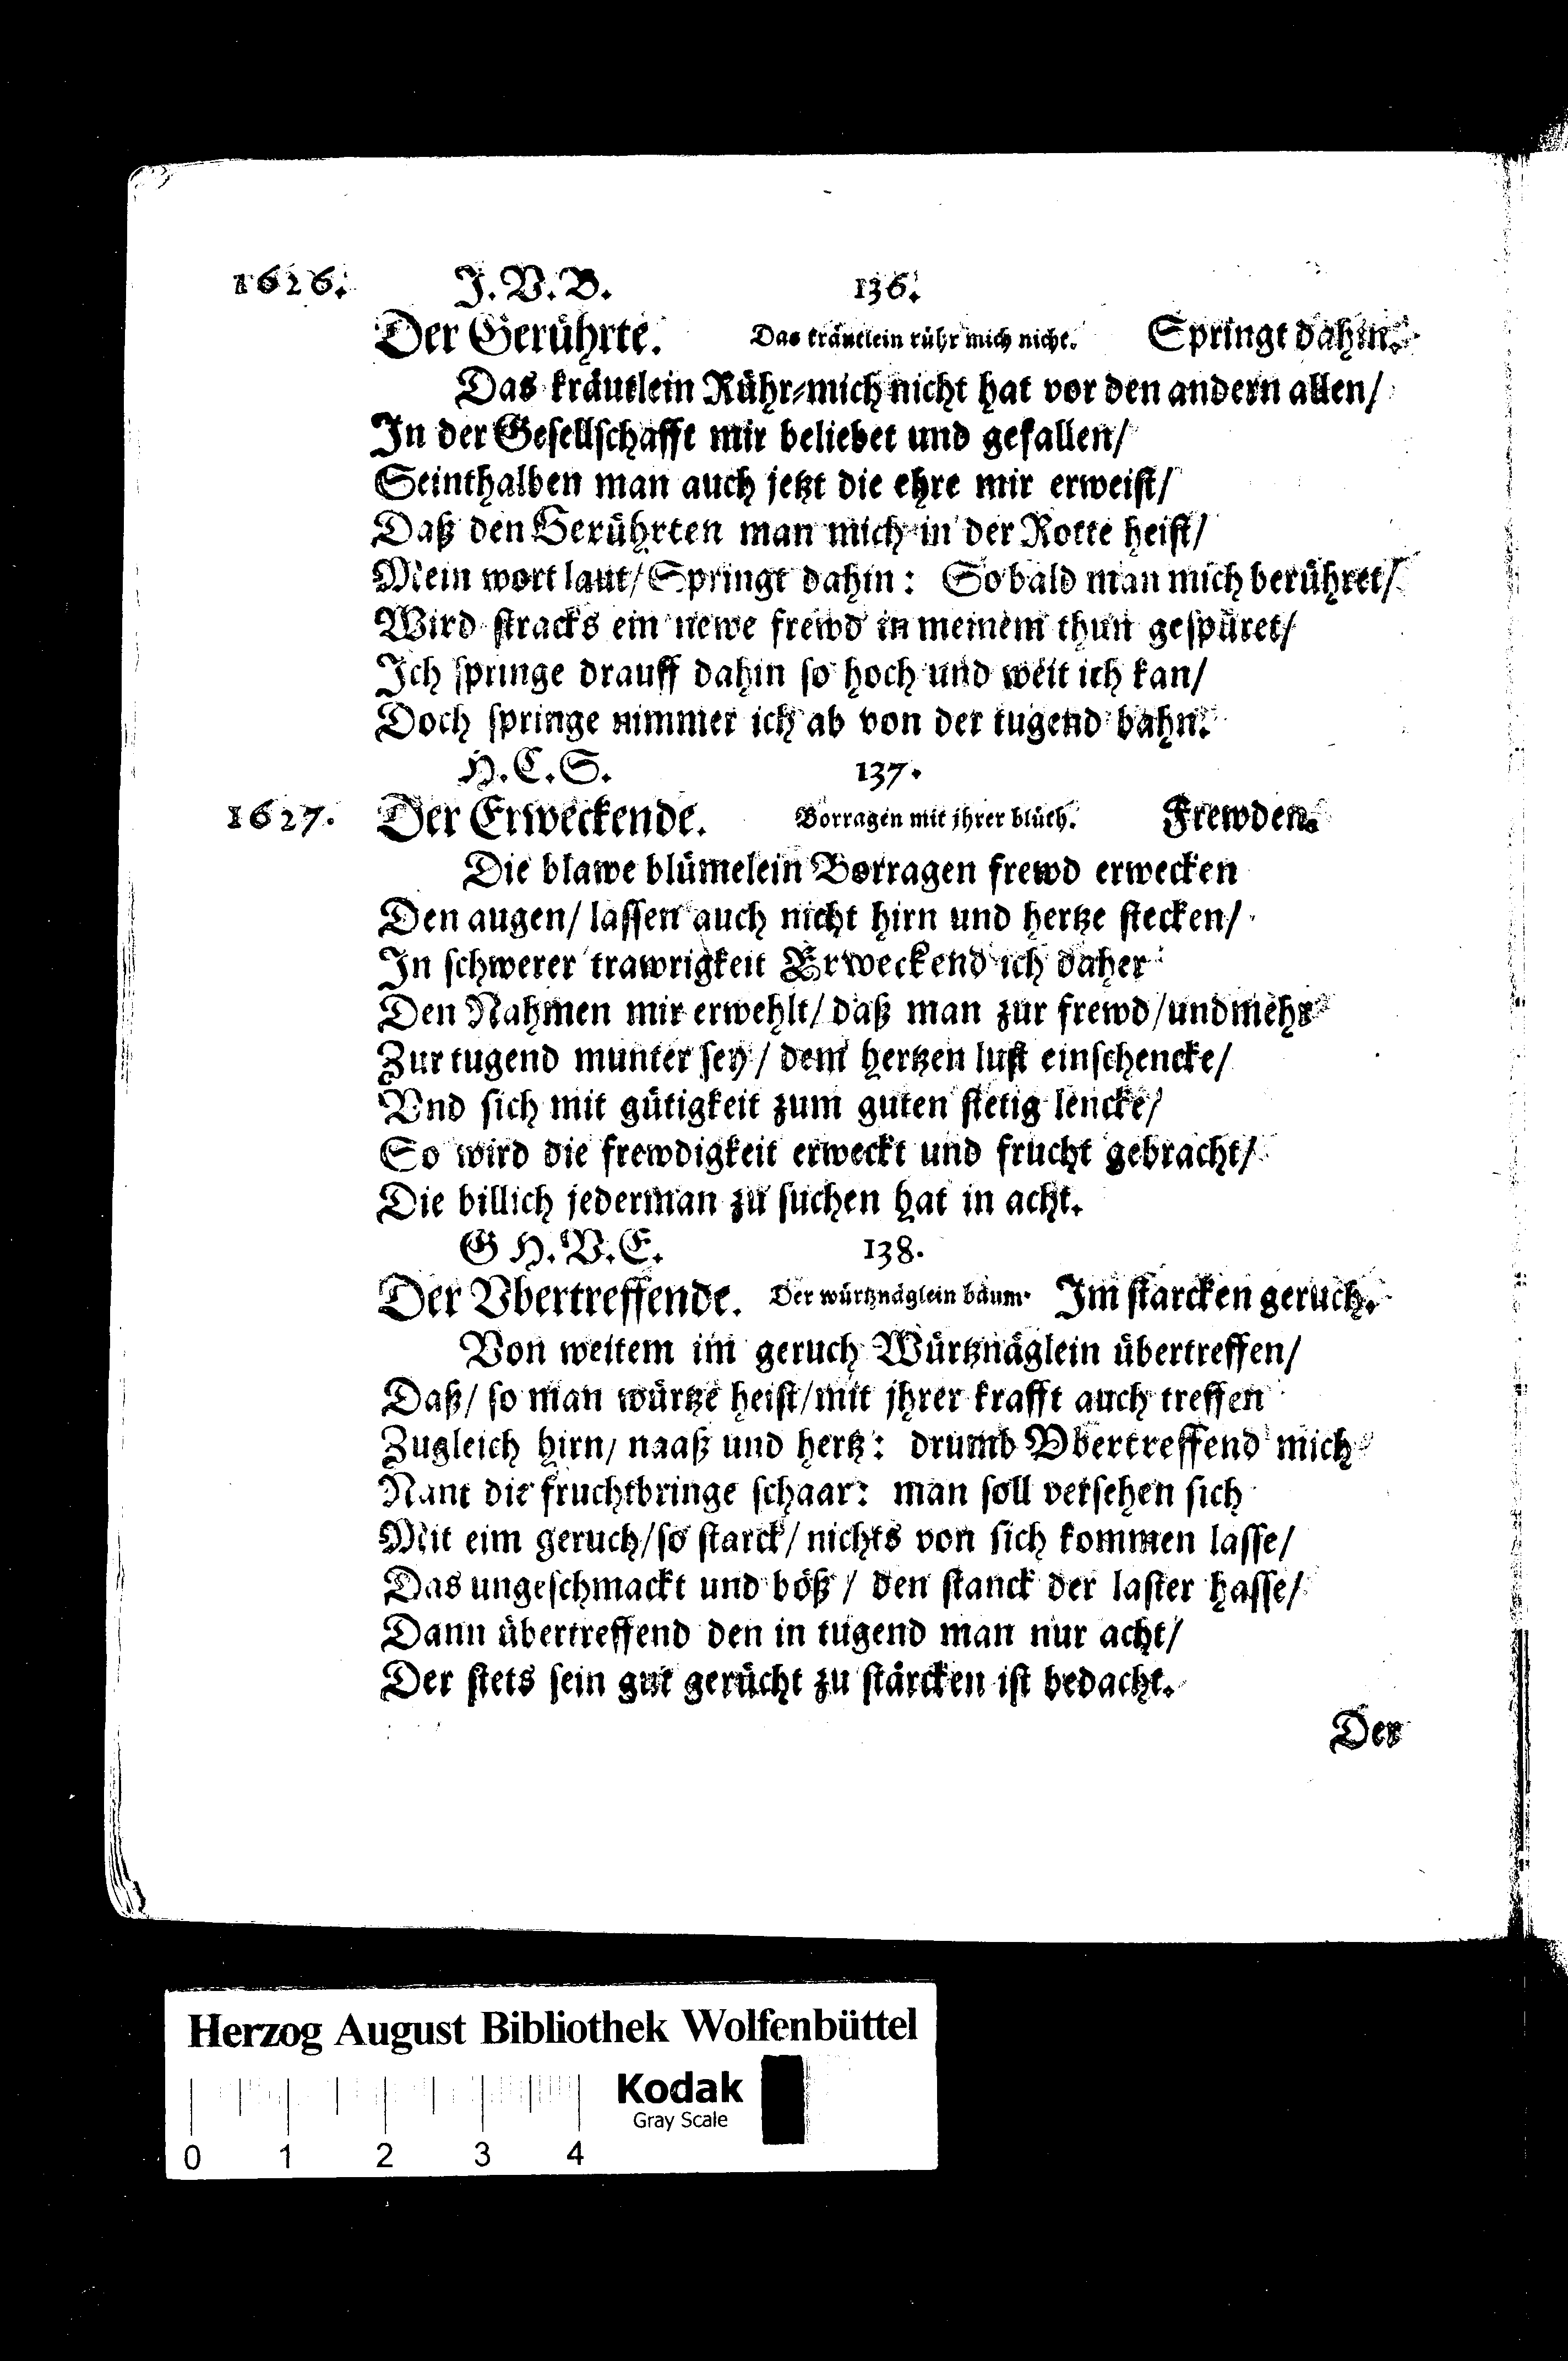 1626. J. V. B. 136.
Der Gerührte. Das kräutlein rühr mich nicht. Springt dahin.
Das kräutlein Rühr-mich nicht hat vor den andern allen/
In der Gesellschafft mir beliebet und gefallen/
Seinthalben man auch jetzt die ehre mir erweist/
Daß den Gerührten man mich in der Rotte heist/
Mein wort laut/ Springt dahin: So bald man mich berühret/
Wird stracks ein newe frewd in meinem thun gespüret/
Ich springe drauff dahin so hoch und weit ich kan/
Doch springe nimmer ich ab von der tugend bahn.
H. C. S. 137.
1627. Der Erweckende. Borragen mit jhrer blüth. Frewden.
Die blawe blümelein Borragen frewd erwecken
Den augen/ lassen auch nicht hirn und hertze stecken/
In schwerer trawrigkeit Erweckend ich daher
Den Nahmen mir erwehlt/ daß man zur frewd/ und mehr
Zur tugend munter sey/ dem hertzen lust einschencke/
Vnd sich mit gütigkeit zum guten stetig lencke/
So wird die frewdigkeit erweckt und frucht gebracht/
Die billich jederman zu suchen hat in acht.
G H. V. E. 138.
Der Vbertreffende. Der würtznäglein bäum. Im starcken geruch.
Von weitem im geruch Würtznäglein übertreffen/
Daß/ so man würtze heist/ mit jhrer krafft auch treffen
Zugleich hirn/ naaß und hertz: drumb Vbertreffend mich
Nant die fruchtbringe schaar: man soll versehen sich
Mit eim geruch/ so starck/ nichts von sich kommen lasse/
Das ungeschmackt und böß/ den stanck der laster hasse/
Dann übertreffend den in tugend man nur acht/
Der stets sein gut gerücht zu stärcken ist bedacht.
Der
Herzog August Bibliothek Wolfenbüttel
Kodak
Gray Scale
0 1 2 3 4